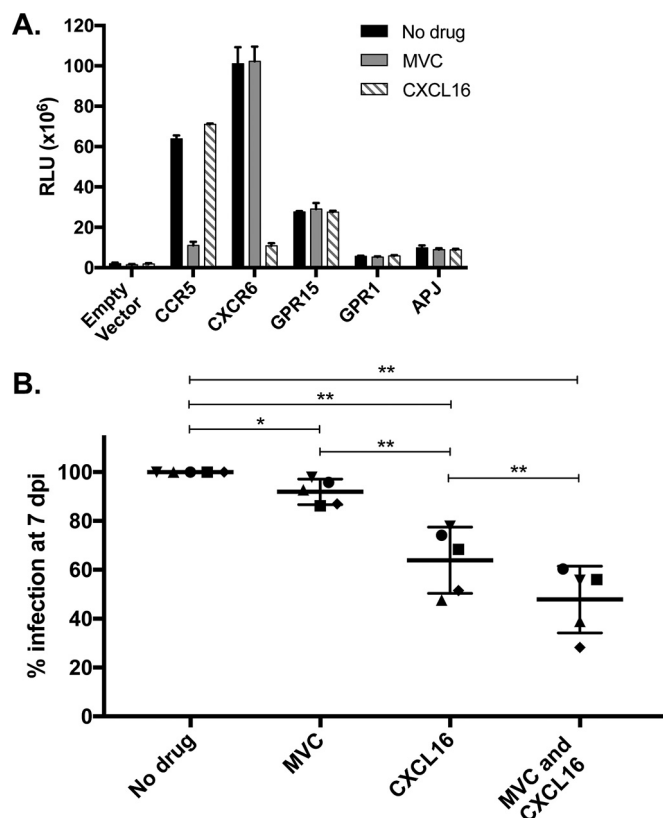 A.
No drug
MVC
CXCL16
RLU (x10⁶)
120
100
80
60
40
20
0
Empty
Vector
CCR5
CXCR6
GPR15
GPR1
APJ
B.
**
**
*
**
**
% infection at 7 dpi
100
80
60
40
20
0
No drug
MVC
CXCL16
MVC and
CXCL16